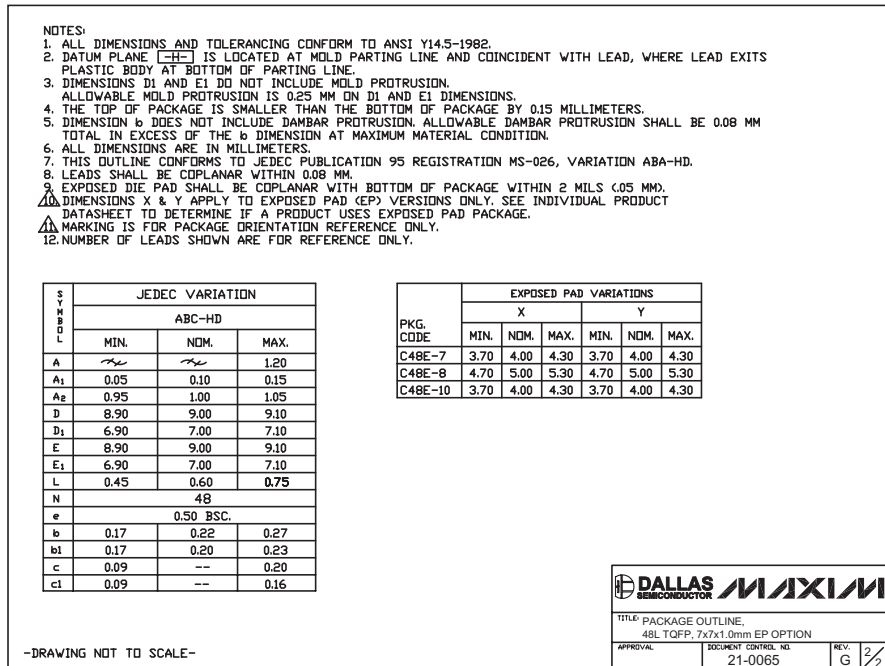 NOTES:
1. ALL DIMENSIONS AND TOLERANCING CONFORM TO ANSI Y14.5-1982.
2. DATUM PLANE -H- IS LOCATED AT MOLD PARTING LINE AND COINCIDENT WITH LEAD, WHERE LEAD EXITS
PLASTIC BODY AT BOTTOM OF PARTING LINE.
3. DIMENSIONS D1 AND E1 DO NOT INCLUDE MOLD PROTRUSION.
ALLOWABLE MOLD PROTRUSION IS 0.25 MM ON D1 AND E1 DIMENSIONS.
4. THE TOP OF PACKAGE IS SMALLER THAN THE BOTTOM OF PACKAGE BY 0.15 MILLIMETERS.
5. DIMENSION b DOES NOT INCLUDE DAMBAR PROTRUSION. ALLOWABLE DAMBAR PROTRUSION SHALL BE 0.08 MM
TOTAL IN EXCESS OF THE b DIMENSION AT MAXIMUM MATERIAL CONDITION.
6. ALL DIMENSIONS ARE IN MILLIMETERS.
7. THIS OUTLINE CONFORMS TO JEDEC PUBLICATION 95 REGISTRATION MS-026, VARIATION ABA-HD.
8. LEADS SHALL BE COPLANAR WITHIN 0.08 MM.
9. EXPOSED DIE PAD SHALL BE COPLANAR WITH BOTTOM OF PACKAGE WITHIN 2 MILS (.05 MM).
10. DIMENSIONS X & Y APPLY TO EXPOSED PAD (EP) VERSIONS ONLY. SEE INDIVIDUAL PRODUCT
DATASHEET TO DETERMINE IF A PRODUCT USES EXPOSED PAD PACKAGE.
11. MARKING IS FOR PACKAGE ORIENTATION REFERENCE ONLY.
12. NUMBER OF LEADS SHOWN ARE FOR REFERENCE ONLY.
SYMBOL JEDEC VARIATION
ABC-HD
MIN. NOM. MAX.
A 1.20
A1 0.05 0.10 0.15
A2 0.95 1.00 1.05
D 8.90 9.00 9.10
D1 6.90 7.00 7.10
E 8.90 9.00 9.10
E1 6.90 7.00 7.10
L 0.45 0.60 0.75
N 48
e 0.50 BSC.
b 0.17 0.22 0.27
b1 0.17 0.20 0.23
c 0.09 -- 0.20
c1 0.09 -- 0.16
PKG. CODE EXPOSED PAD VARIATIONS
X Y
MIN. NOM. MAX. MIN. NOM. MAX.
C48E-7 3.70 4.00 4.30 3.70 4.00 4.30
C48E-8 4.70 5.00 5.30 4.70 5.00 5.30
C48E-10 3.70 4.00 4.30 3.70 4.00 4.30
-DRAWING NOT TO SCALE-
DALLAS SEMICONDUCTOR MAXIM
TITLE: PACKAGE OUTLINE,
48L TQFP, 7x7x1.0mm EP OPTION
APPROVAL DOCUMENT CONTROL NO. REV.
21-0065 G 2/2